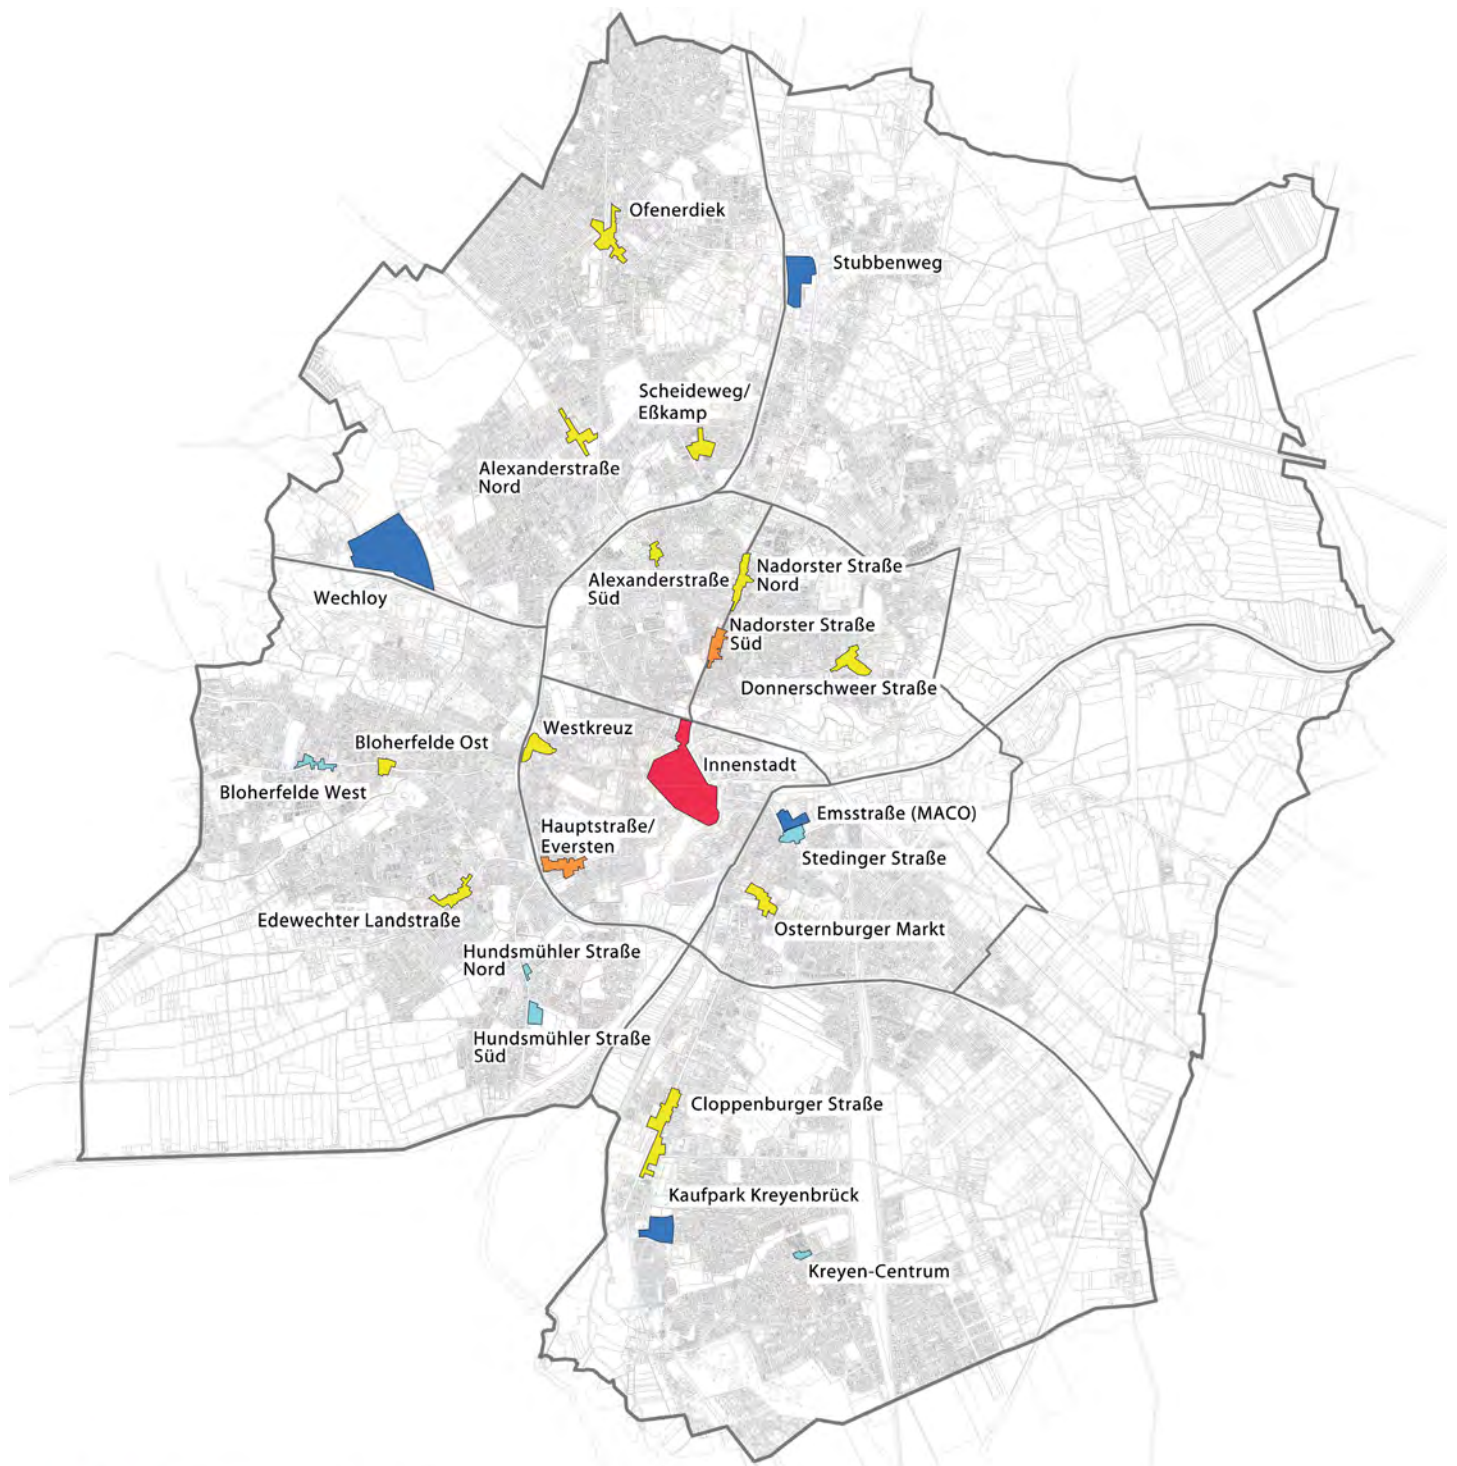 Ofenerdiek
Stubbenweg
Scheideweg/
Eßkamp
Alexanderstraße
Nord
Wechloy
Alexanderstraße
Süd
Nadorster Straße
Nord
Nadorster Straße
Süd
Donnerschweer Straße
Westkreuz
Bloherfelde Ost
Innenstadt
Bloherfelde West
Emsstraße (MACO)
Hauptstraße/
Eversten
Stedinger Straße
Edewechter Landstraße
Osternburger Markt
Hundsmühler Straße
Nord
Hundsmühler Straße
Süd
Cloppenburger Straße
Kaufpark Kreyenbrück
Kreyen-Centrum